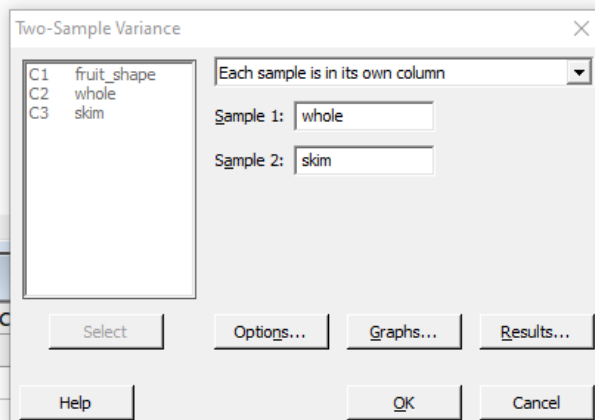 Two-Sample Variance
C1 fruit_shape
C2 whole
C3 skim
Each sample is in its own column
Sample 1: whole
Sample 2: skim
Select
Options...
Graphs...
Results...
Help
OK
Cancel
C